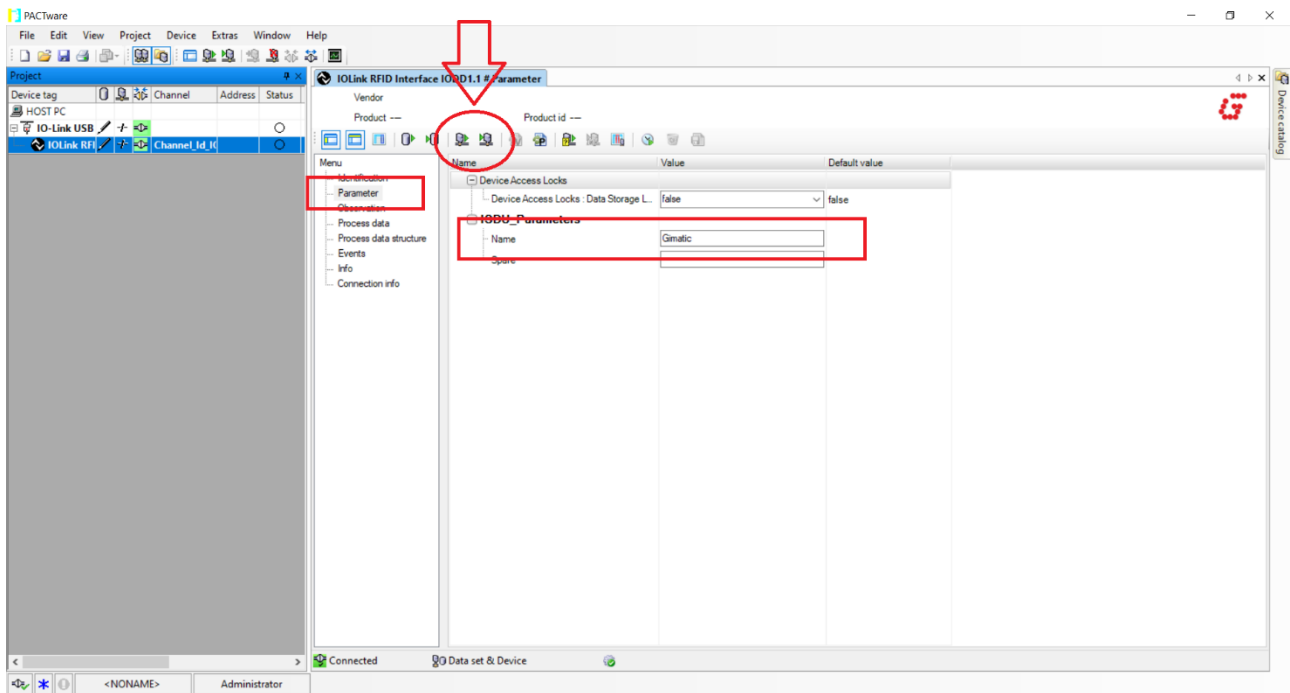 PACTware
File Edit View Project Device Extras Window Help
Project
Device tag Channel Address Status
HOST PC
IO-Link USB
IOLink RFI Channel_Id_IC
IOLink RFID Interface IODD1.1 # Parameter
Vendor
Product ---
Product id ---
Menu
Identification
Parameter
Observation
Process data
Process data structure
Events
Info
Connection info
Name Value Default value
Device Access Locks
Device Access Locks : Data Storage L... false false
IODU_Parameters
Name Gimatic
Spare
Device catalog
Connected Data set & Device
<NONAME> Administrator